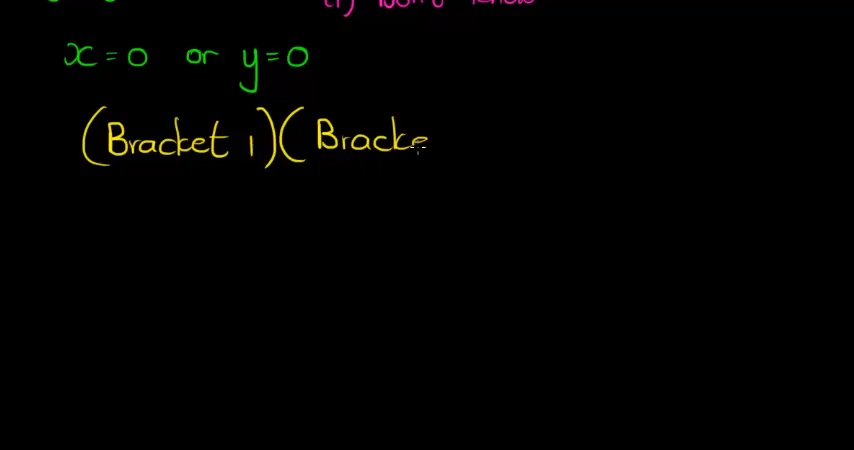 x = 0 or y = 0
(Bracket 1)(Bracke